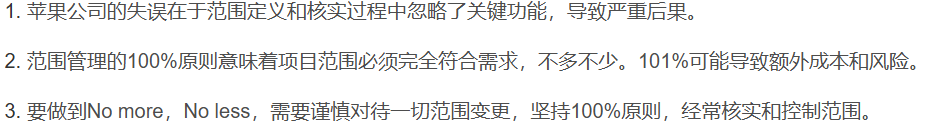 1. 苹果公司的失误在于范围定义和核实过程中忽略了关键功能，导致严重后果。
2. 范围管理的100%原则意味着项目范围必须完全符合需求，不多不少。101%可能导致额外成本和风险。
3. 要做到No more，No less，需要谨慎对待一切范围变更，坚持100%原则，经常核实和控制范围。